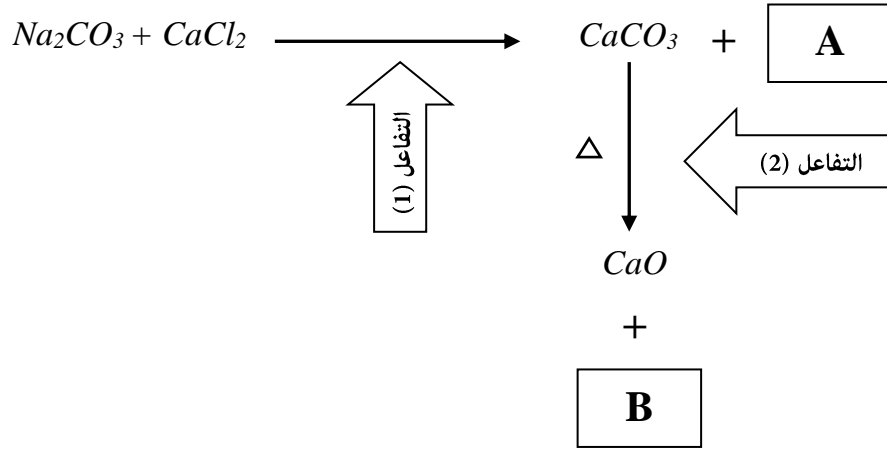 Na₂CO₃ + CaCl₂ → CaCO₃ + A
التفاعل (1)
△
التفاعل (2)
CaO
+
B